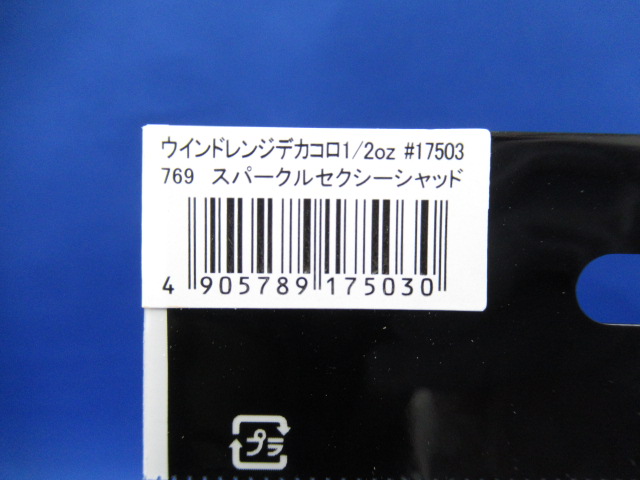 ウインドレンジデカコロ1/2oz #17503
769 スパークルセクシーシャッド
4 905789 175030
プラ